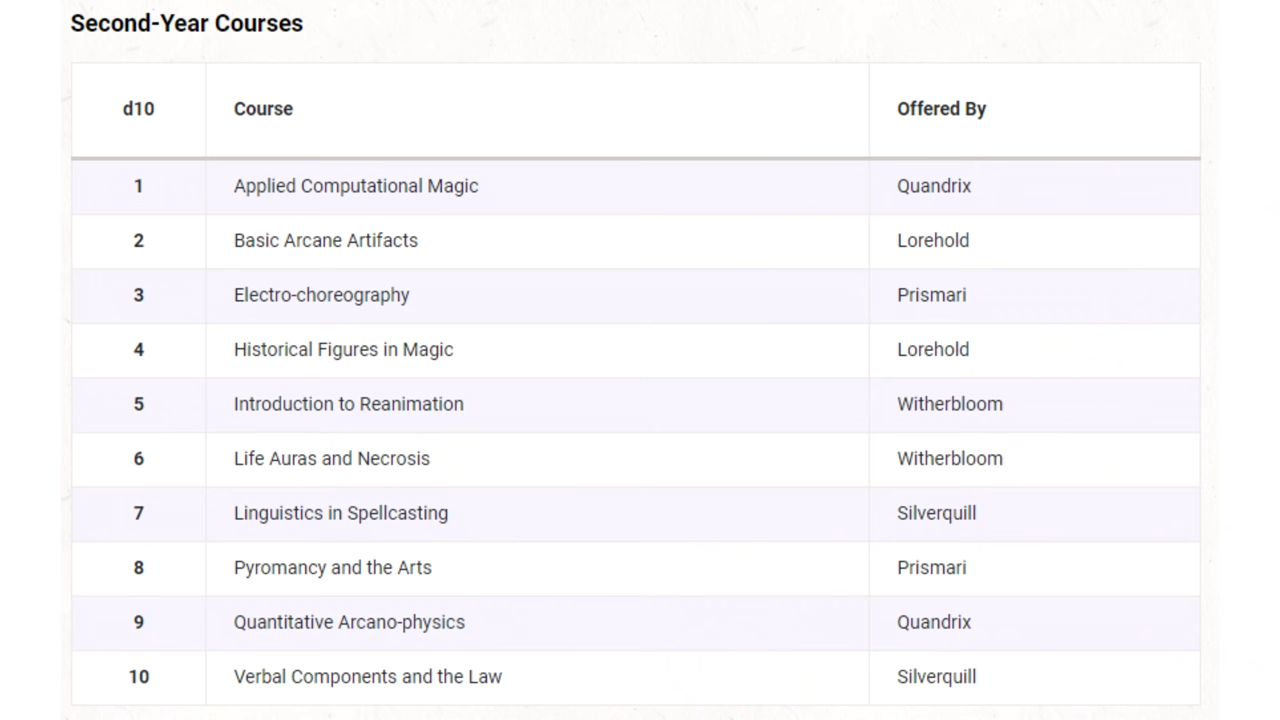 Second-Year Courses
d10 Course Offered By
1 Applied Computational Magic Quandrix
2 Basic Arcane Artifacts Lorehold
3 Electro-choreography Prismari
4 Historical Figures in Magic Lorehold
5 Introduction to Reanimation Witherbloom
6 Life Auras and Necrosis Witherbloom
7 Linguistics in Spellcasting Silverquill
8 Pyromancy and the Arts Prismari
9 Quantitative Arcano-physics Quandrix
10 Verbal Components and the Law Silverquill